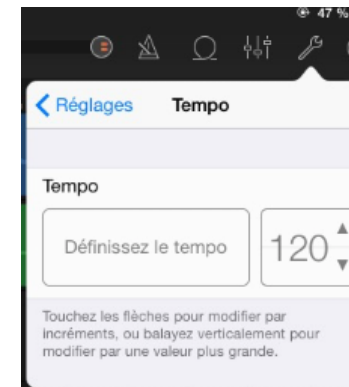 47 %
Réglages
Tempo
Tempo
Définissez le tempo
120
Touchez les flèches pour modifier par
incréments, ou balayez verticalement pour
modifier par une valeur plus grande.